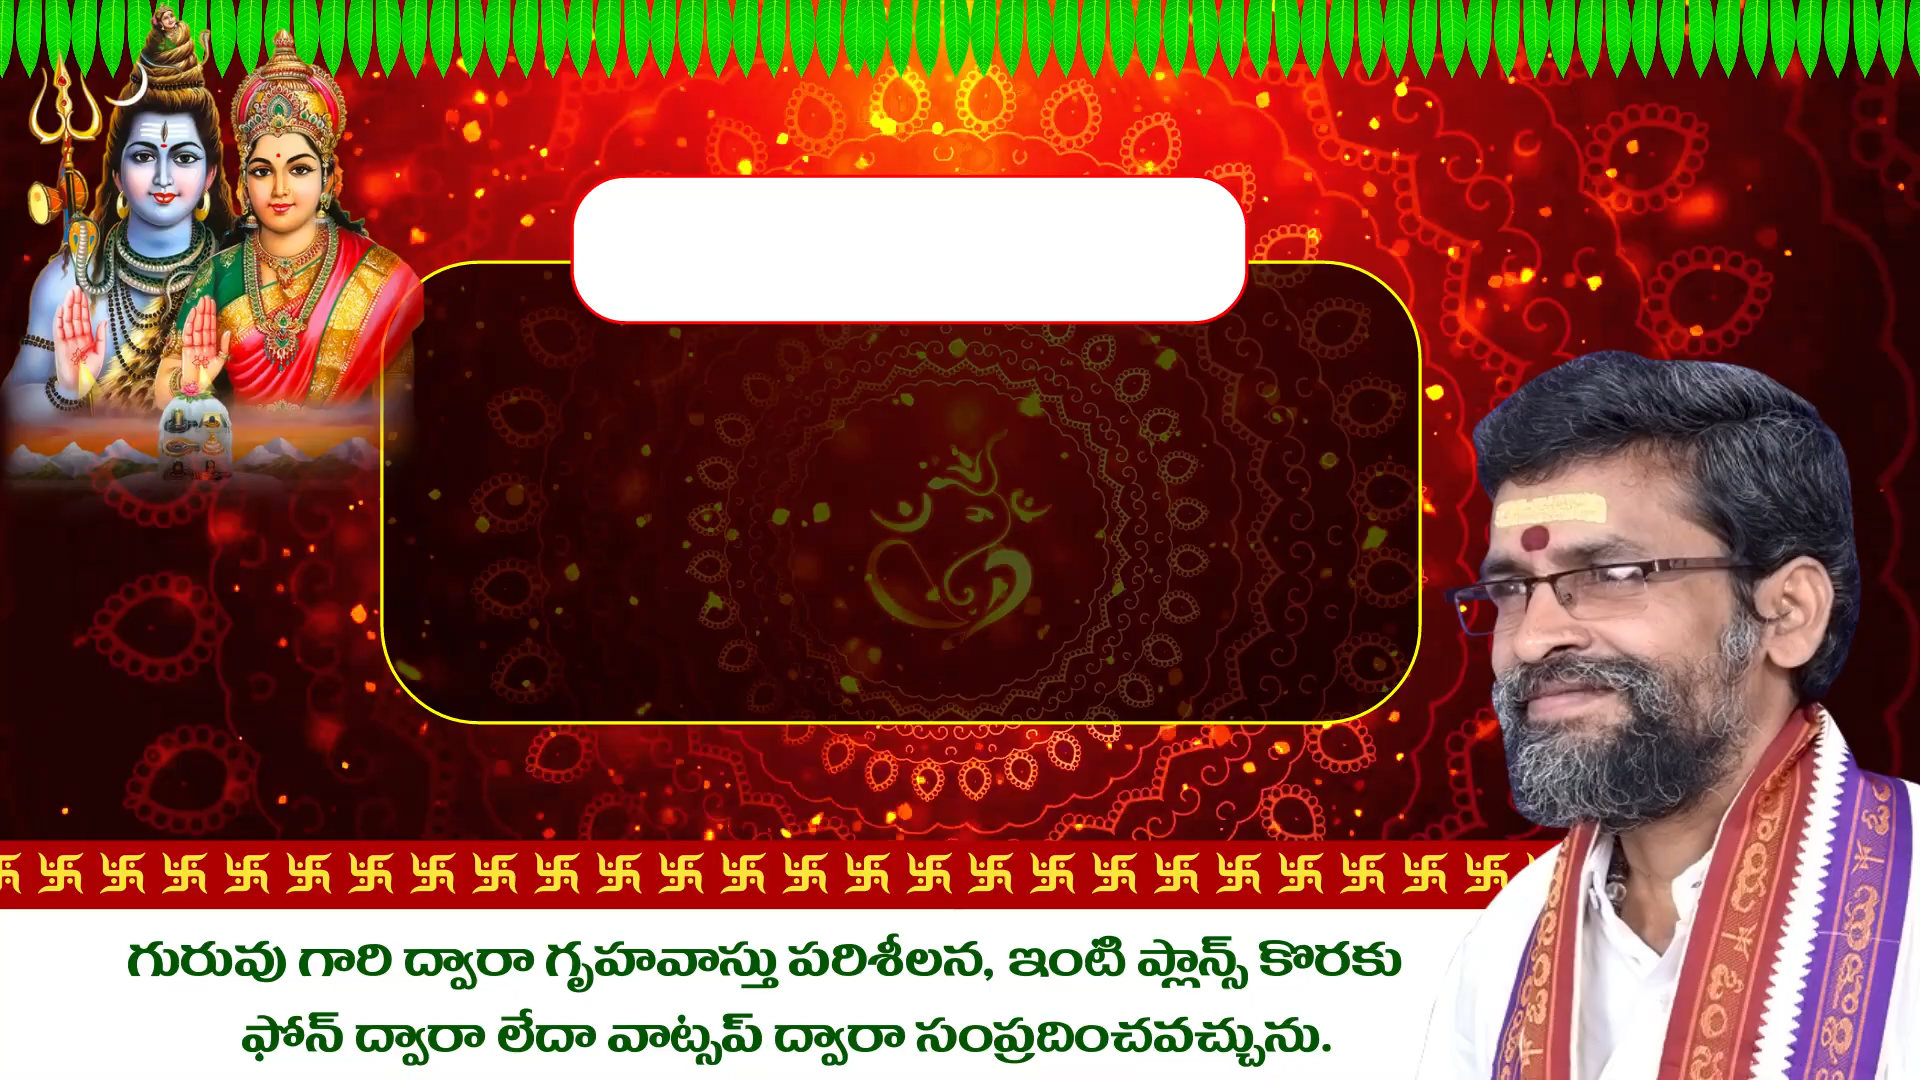 గురువు గారి ద్వారా గృహవాస్తు పరిశీలన, ఇంటి ప్లాన్స్ కొరకు
ఫోన్ ద్వారా లేదా వాట్సప్ ద్వారా సంప్రదించవచ్చును.